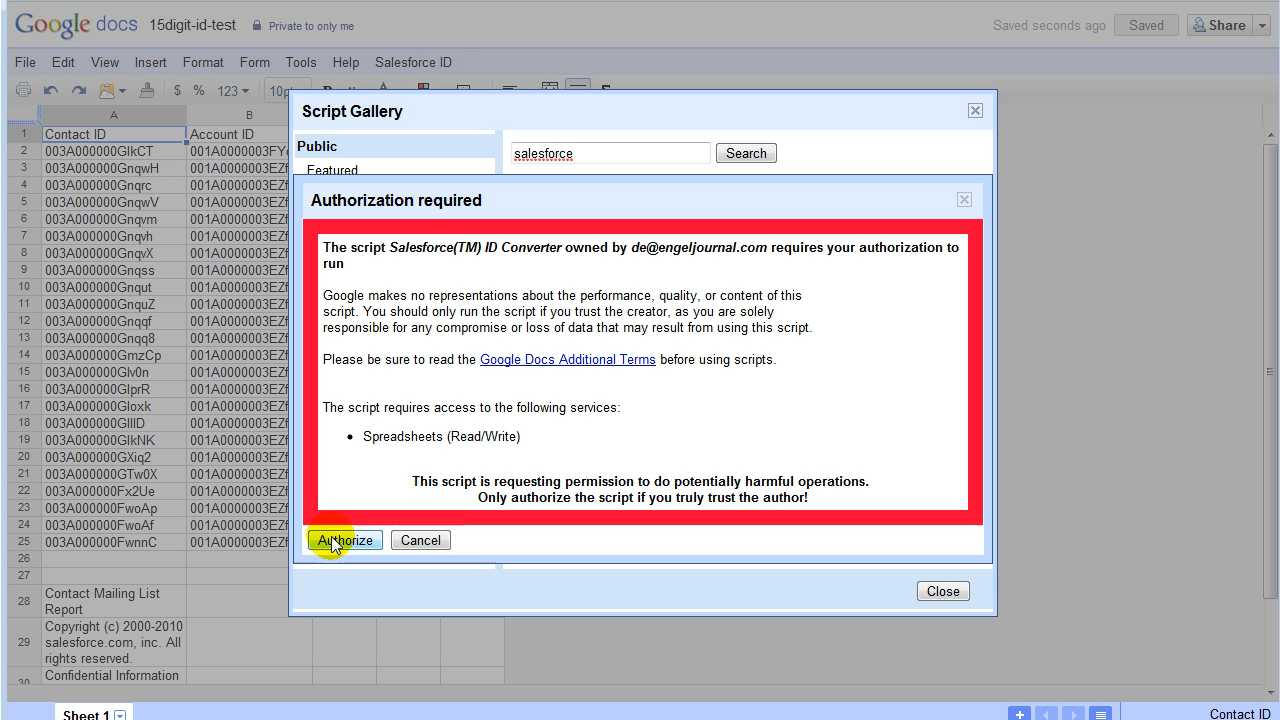 Google docs 15digit-id-test Private to only me Saved seconds ago Saved Share
File Edit View Insert Format Form Tools Help Salesforce ID
$ % 123
A B
1 Contact ID Account ID
2 003A000000GlkCT
3 003A000000GnqwH
4 003A000000Gnqrc
5 003A000000GnqwV
6 003A000000Gnqvm
7 003A000000Gnqvh
8 003A000000GnqvX
9 003A000000Gnqss
10 003A000000Gnqut
11 003A000000GnquZ
12 003A000000Gnqqf
13 003A000000Gnqq8
14 003A000000GmzCp
15 003A000000Glv0n
16 003A000000GlprR
17 003A000000Gloxk
18 003A000000GlllD
19 003A000000GlkNK
20 003A000000GXiq2
21 003A000000GTw0X
22 003A000000Fx2Ue
23 003A000000FwoAp
24 003A000000FwoAf
25 003A000000FwnnC
26
27
28 Contact Mailing List
Report
29 Copyright (c) 2000-2010
salesforce.com, inc. All
rights reserved.
30 Confidential Information
Script Gallery
Public
Featured
salesforce Search
Authorization required
The script Salesforce(TM) ID Converter owned by de@engeljournal.com requires your authorization to
run
Google makes no representations about the performance, quality, or content of this
script. You should only run the script if you trust the creator, as you are solely
responsible for any compromise or loss of data that may result from using this script.
Please be sure to read the Google Docs Additional Terms before using scripts.
The script requires access to the following services:
• Spreadsheets (Read/Write)
This script is requesting permission to do potentially harmful operations.
Only authorize the script if you truly trust the author!
Authorize Cancel
Close
Sheet 1 Contact ID